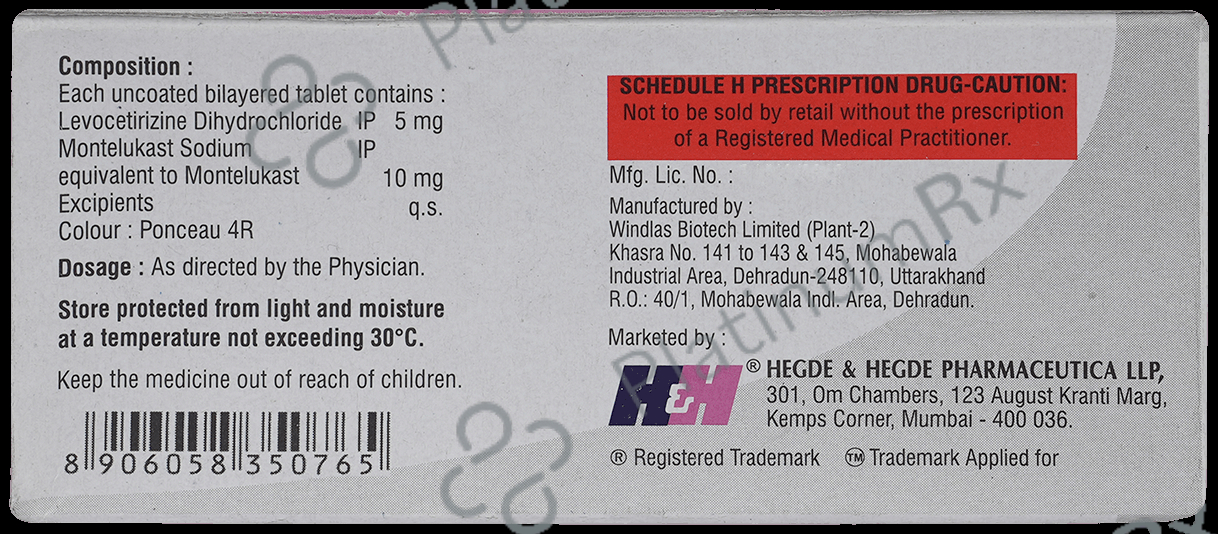 Composition :
Each uncoated bilayered tablet contains :
Levocetirizine Dihydrochloride IP 5 mg
Montelukast Sodium IP
equivalent to Montelukast 10 mg
Excipients q.s.
Colour : Ponceau 4R
Dosage : As directed by the Physician.
Store protected from light and moisture
at a temperature not exceeding 30°C.
Keep the medicine out of reach of children.
8 906058 350765
SCHEDULE H PRESCRIPTION DRUG-CAUTION:
Not to be sold by retail without the prescription
of a Registered Medical Practitioner.
Mfg. Lic. No. :
Manufactured by :
Windlas Biotech Limited (Plant-2)
Khasra No. 141 to 143 & 145, Mohabewala
Industrial Area, Dehradun-248110, Uttarakhand
R.O.: 40/1, Mohabewala Indl. Area, Dehradun.
Marketed by :
H&H ® HEGDE & HEGDE PHARMACEUTICA LLP,
301, Om Chambers, 123 August Kranti Marg,
Kemps Corner, Mumbai - 400 036.
® Registered Trademark ™ Trademark Applied for
PlatinumRx